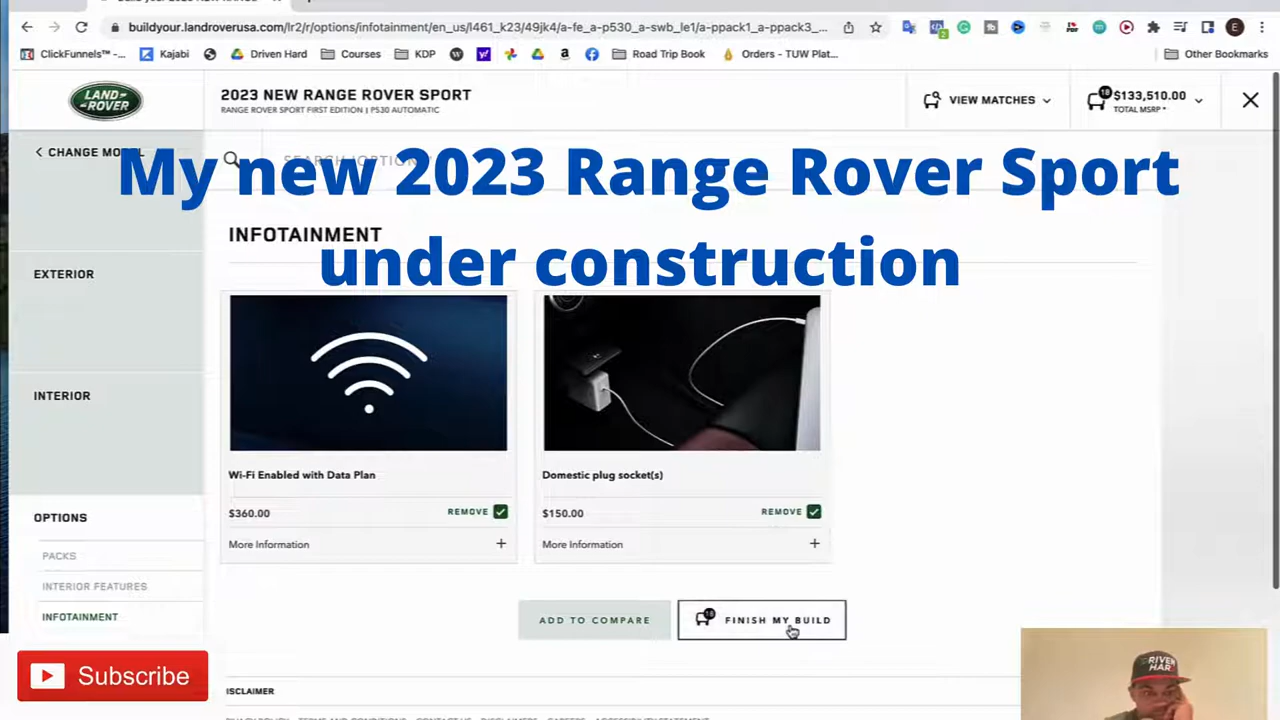 buildyour.landroverusa.com/lr2/r/options/infotainment/en_us/l461_k23/49jk4/a-fe_a-p530_a-swb_le1/a-ppack1_a-ppack3_...
ClickFunnels™ -... Kajabi Driven Hard Courses KDP Road Trip Book Orders - TUW Plat... Other Bookmarks
LAND-ROVER
2023 NEW RANGE ROVER SPORT
RANGE ROVER SPORT FIRST EDITION | P530 AUTOMATIC
VIEW MATCHES
18
$133,510.00
TOTAL MSRP *
CHANGE MODEL
My new 2023 Range Rover Sport
under construction
INFOTAINMENT
EXTERIOR
INTERIOR
OPTIONS
PACKS
INTERIOR FEATURES
INFOTAINMENT
Wi-Fi Enabled with Data Plan
$360.00 REMOVE
More Information +
Domestic plug socket(s)
$150.00 REMOVE
More Information +
ADD TO COMPARE
18 FINISH MY BUILD
Subscribe
ISCLAIMER